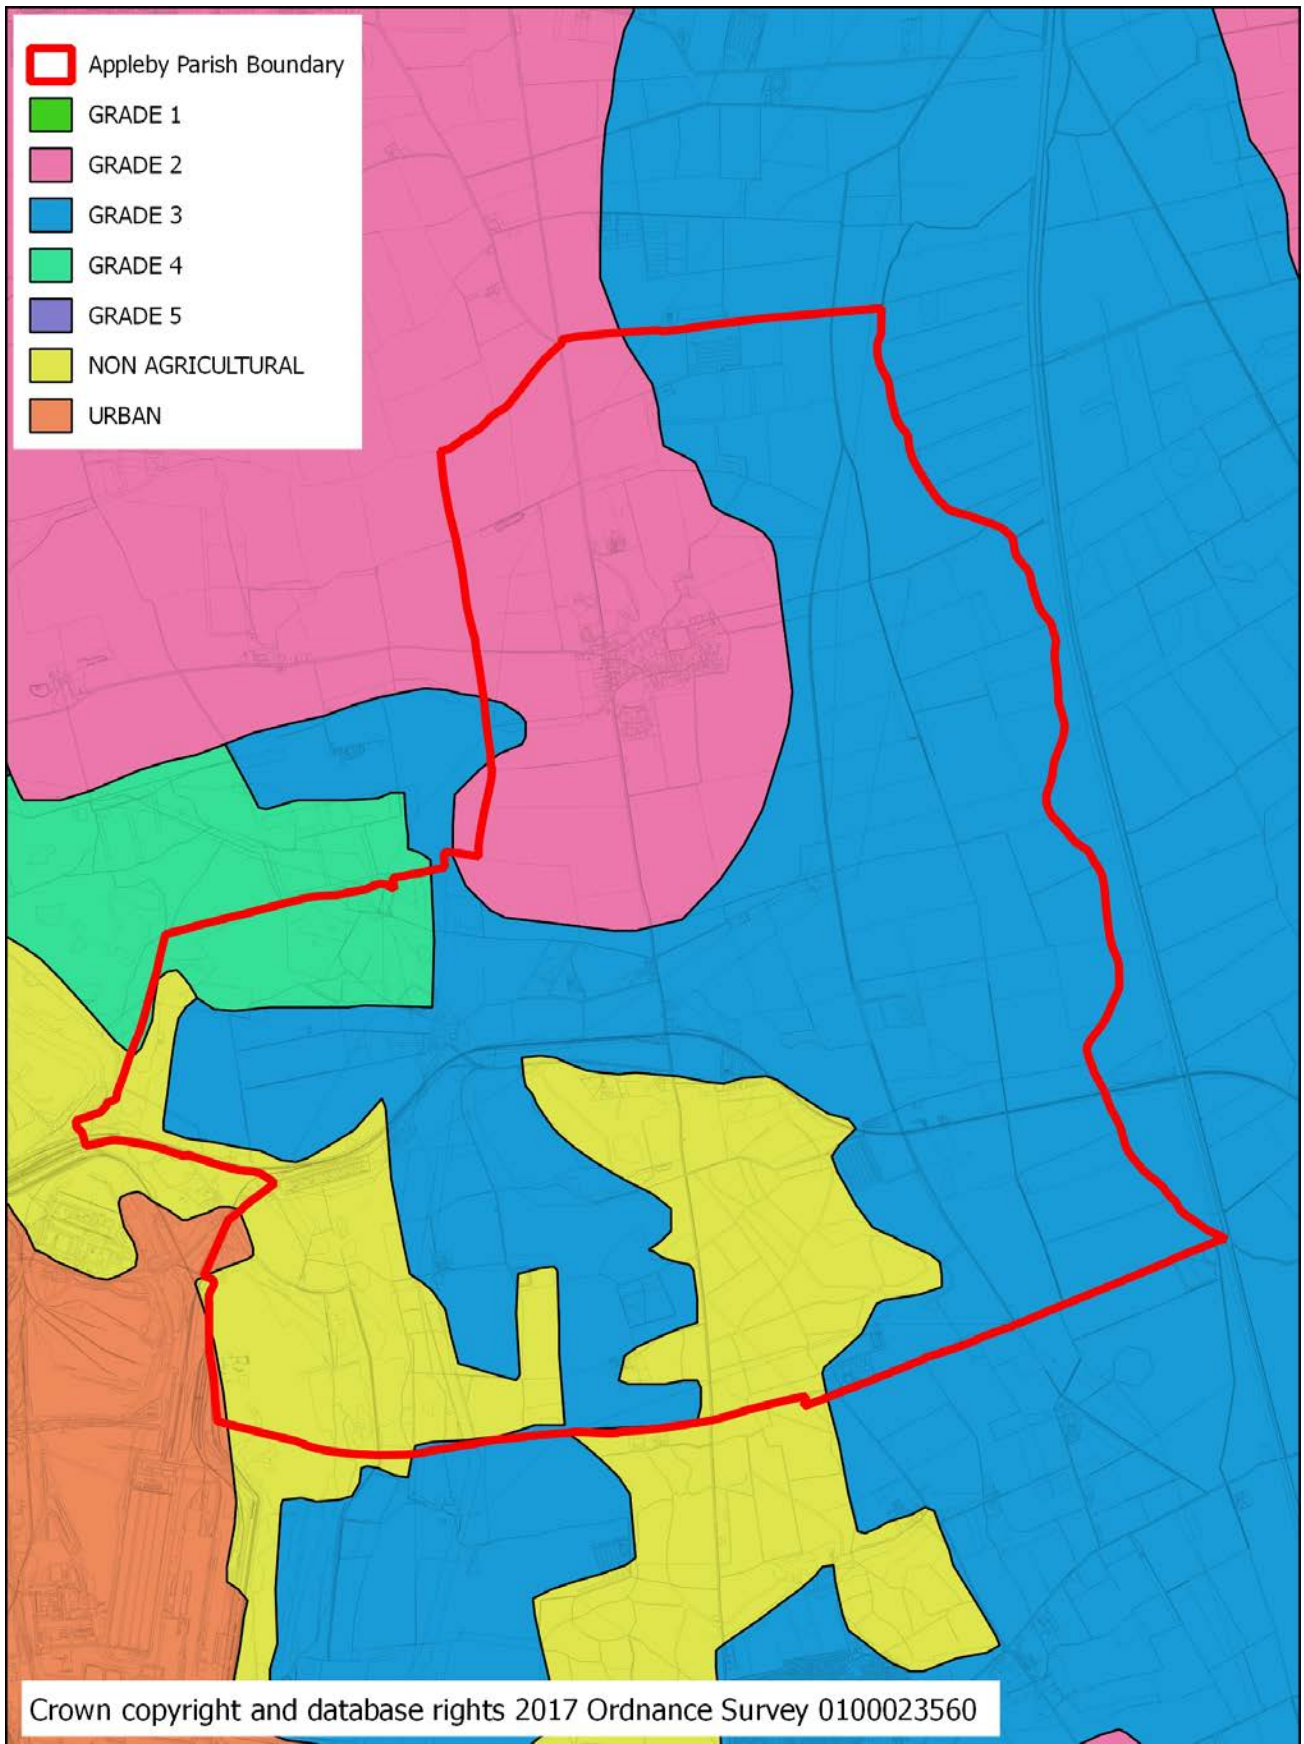 Appleby Parish Boundary
GRADE 1
GRADE 2
GRADE 3
GRADE 4
GRADE 5
NON AGRICULTURAL
URBAN
Crown copyright and database rights 2017 Ordnance Survey 0100023560